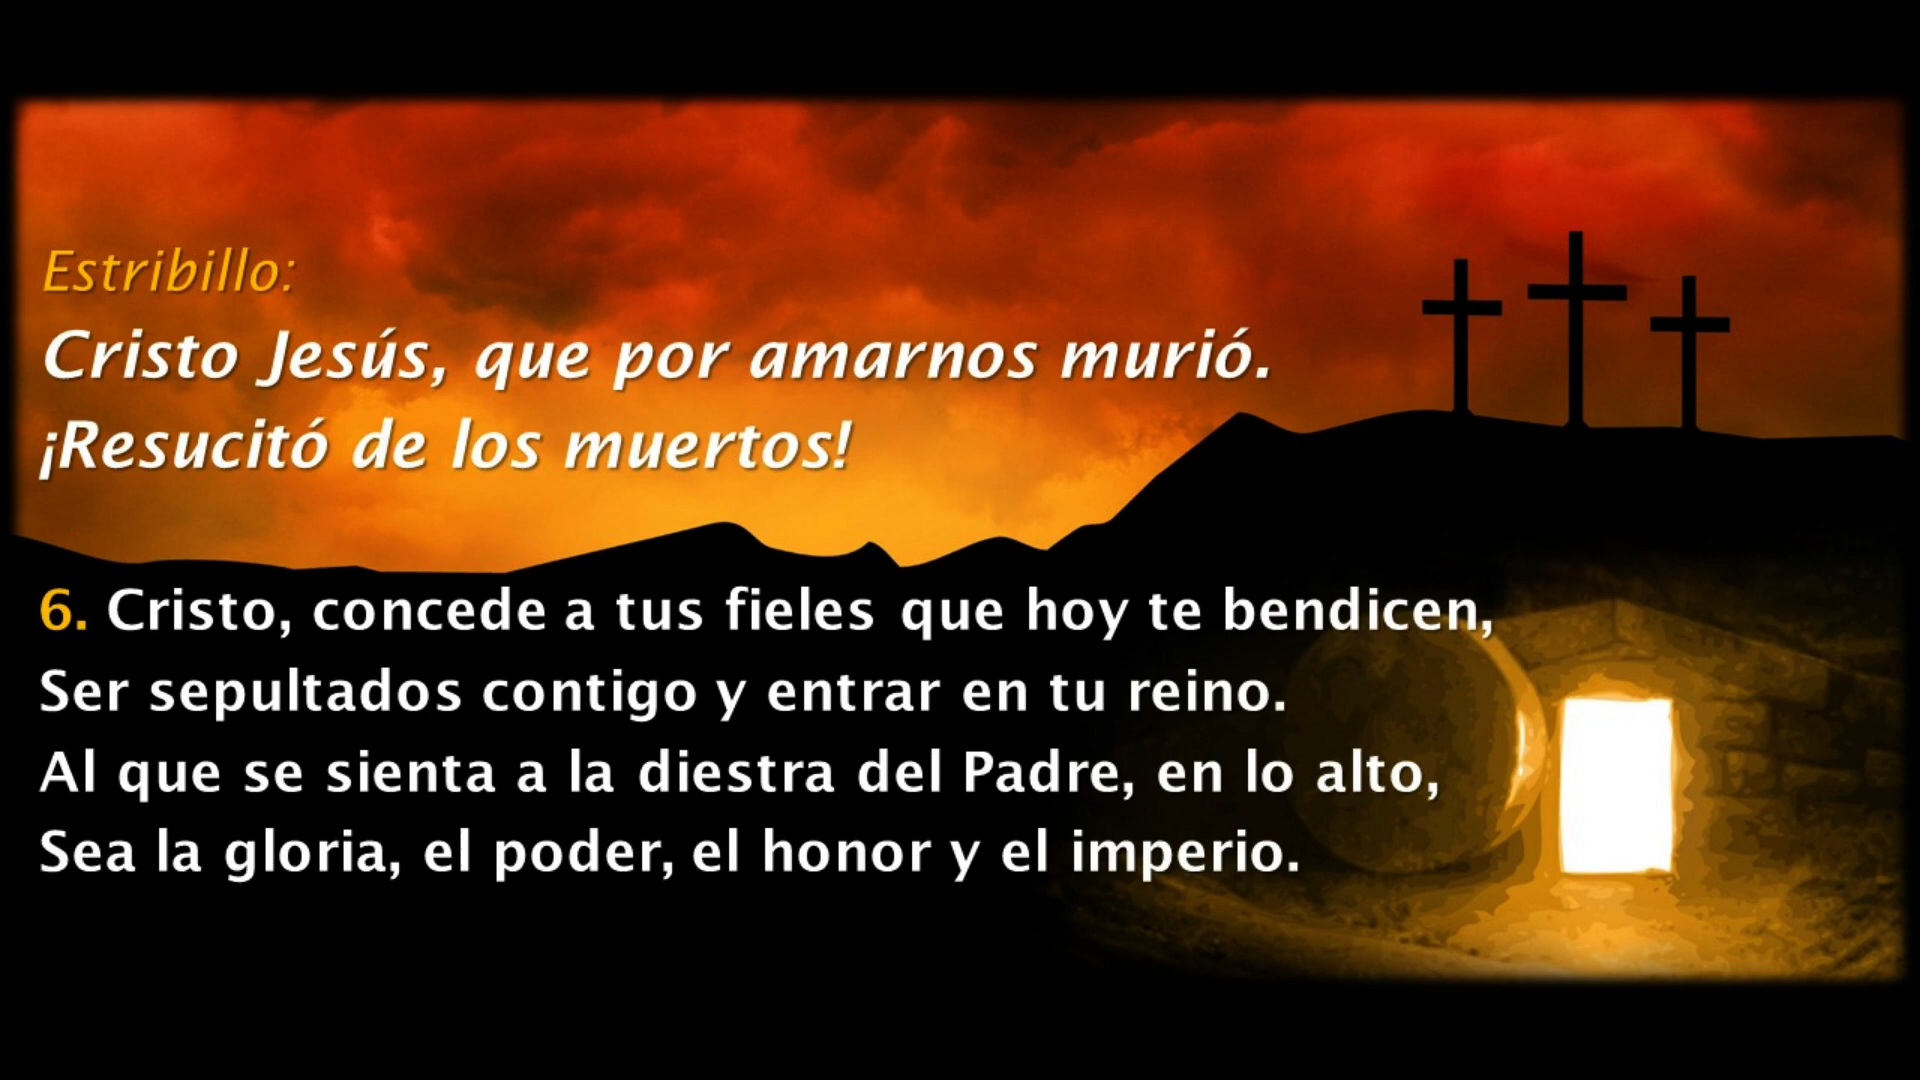 Estribillo:
Cristo Jesús, que por amarnos murió.
¡Resucitó de los muertos!
6. Cristo, concede a tus fieles que hoy te bendicen,
Ser sepultados contigo y entrar en tu reino.
Al que se sienta a la diestra del Padre, en lo alto,
Sea la gloria, el poder, el honor y el imperio.